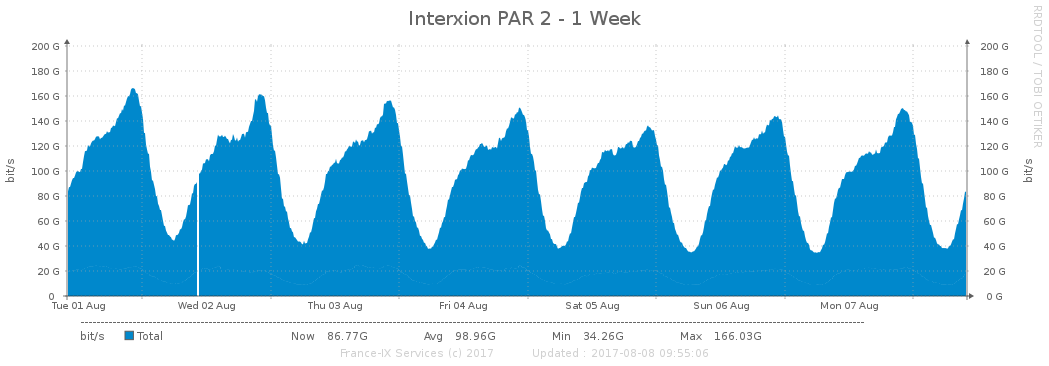 Interxion PAR 2 - 1 Week
RRDTOOL / TOBI OETIKER
bit/s
200 G 200 G
180 G 180 G
160 G 160 G
140 G 140 G
120 G 120 G
100 G 100 G
80 G 80 G
60 G 60 G
40 G 40 G
20 G 20 G
0 0 G
bit/s
Tue 01 Aug Wed 02 Aug Thu 03 Aug Fri 04 Aug Sat 05 Aug Sun 06 Aug Mon 07 Aug
bit/s Total Now 86.77G Avg 98.96G Min 34.26G Max 166.03G
France-IX Services (c) 2017 Updated : 2017-08-08 09:55:06